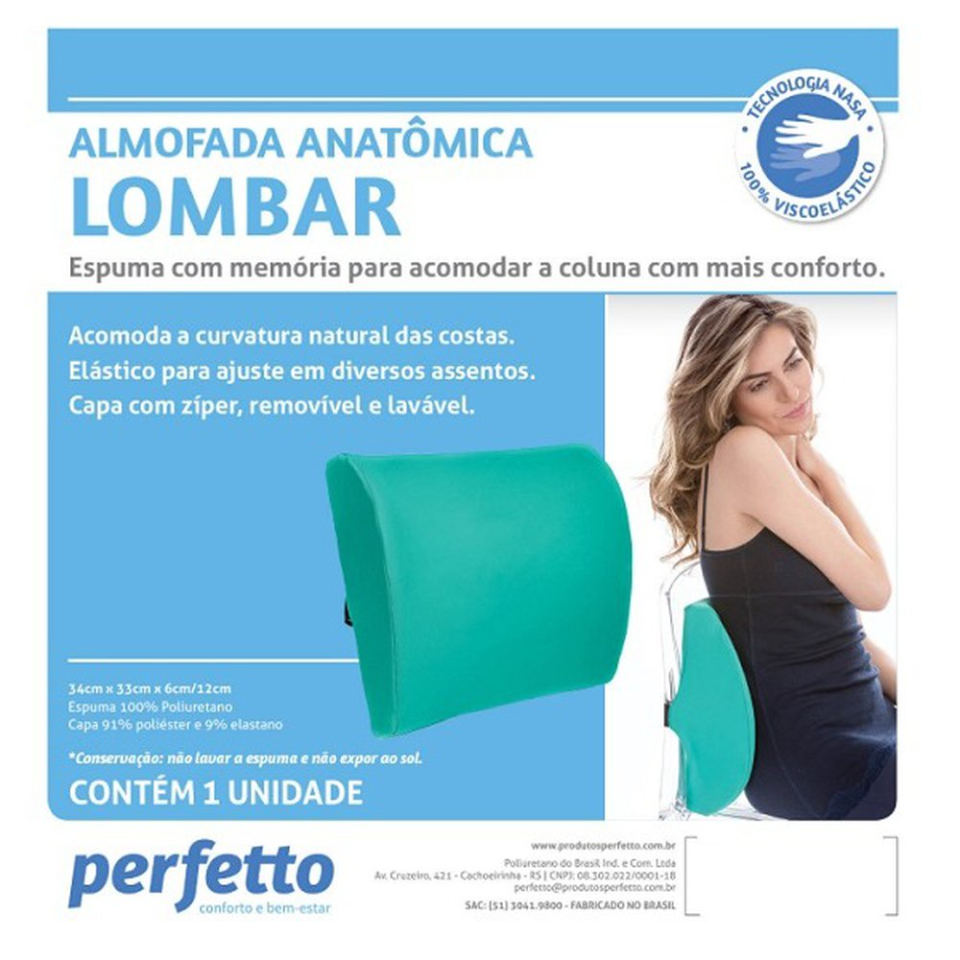 TECNOLOGIA NASA
100% VISCOELÁSTICO
ALMOFADA ANATÔMICA
LOMBAR
Espuma com memória para acomodar a coluna com mais conforto.
Acomoda a curvatura natural das costas.
Elástico para ajuste em diversos assentos.
Capa com zíper, removível e lavável.
34cm x 33cm x 6cm/12cm
Espuma 100% Poliuretano
Capa 91% poliéster e 9% elastano
*Conservação: não lavar a espuma e não expor ao sol.
CONTÉM 1 UNIDADE
perfetto
conforto e bem-estar
www.produtosperfetto.com.br
Poliuretano do Brasil Ind. e Com. Ltda
Av. Cruzeiro, 421 - Cachoeirinha - RS | CNPJ: 08.302.022/0001-18
perfetto@produtosperfetto.com.br
SAC: (51) 3041.9800 - FABRICADO NO BRASIL